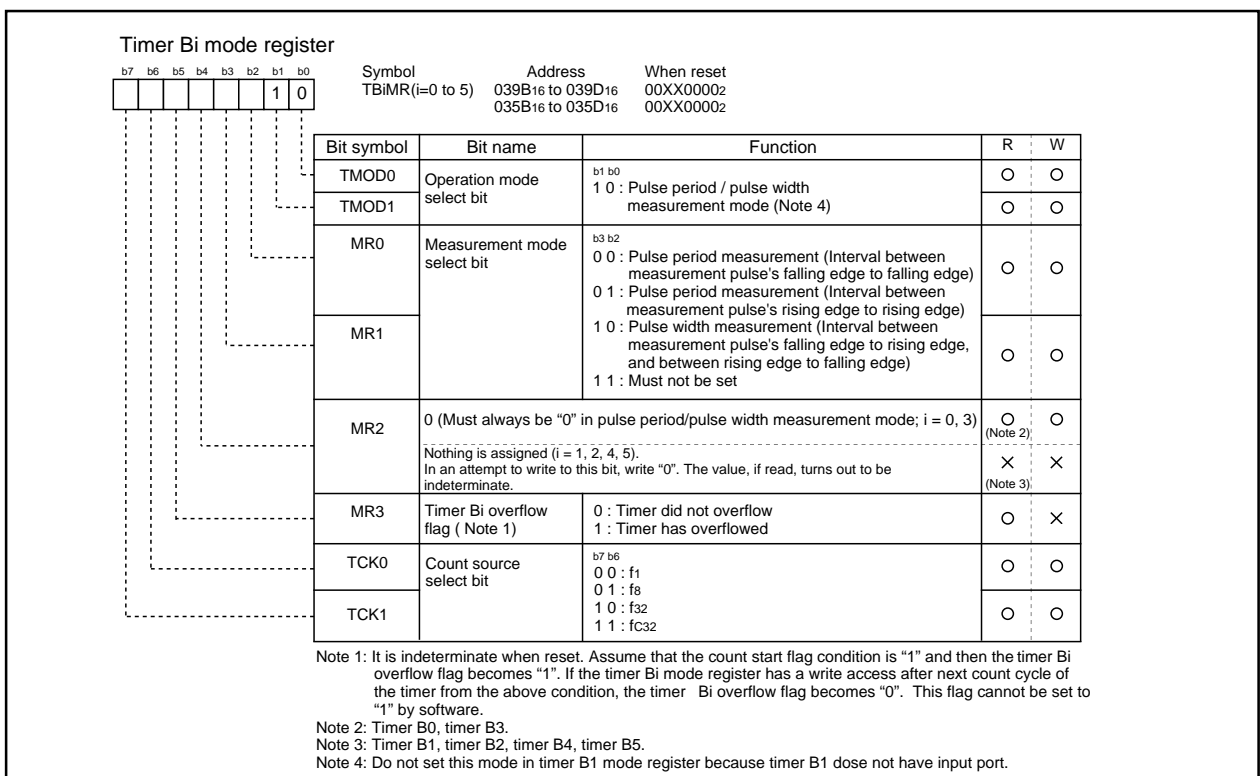 Timer Bi mode register
b7 b6 b5 b4 b3 b2 b1 b0
1 0
Symbol Address When reset
TBiMR(i=0 to 5) 039B16 to 039D16 00XX00002
035B16 to 035D16 00XX00002
Bit symbol Bit name Function R W
TMOD0 Operation mode select bit b1 b0
1 0 : Pulse period / pulse width
measurement mode (Note 4)
TMOD1
MR0 Measurement mode select bit b3 b2
0 0 : Pulse period measurement (Interval between
measurement pulse's falling edge to falling edge)
0 1 : Pulse period measurement (Interval between
measurement pulse's rising edge to rising edge)
MR1 1 0 : Pulse width measurement (Interval between
measurement pulse's falling edge to rising edge,
and between rising edge to falling edge)
1 1 : Must not be set
MR2 0 (Must always be “0” in pulse period/pulse width measurement mode; i = 0, 3) (Note 2)
Nothing is assigned (i = 1, 2, 4, 5).
In an attempt to write to this bit, write “0”. The value, if read, turns out to be
indeterminate. (Note 3)
MR3 Timer Bi overflow flag ( Note 1) 0 : Timer did not overflow
1 : Timer has overflowed
TCK0 Count source select bit b7 b6
0 0 : f1
0 1 : f8
TCK1 1 0 : f32
1 1 : fC32
Note 1: It is indeterminate when reset. Assume that the count start flag condition is “1” and then the timer Bi
overflow flag becomes “1”. If the timer Bi mode register has a write access after next count cycle of
the timer from the above condition, the timer Bi overflow flag becomes “0”. This flag cannot be set to
“1” by software.
Note 2: Timer B0, timer B3.
Note 3: Timer B1, timer B2, timer B4, timer B5.
Note 4: Do not set this mode in timer B1 mode register because timer B1 dose not have input port.